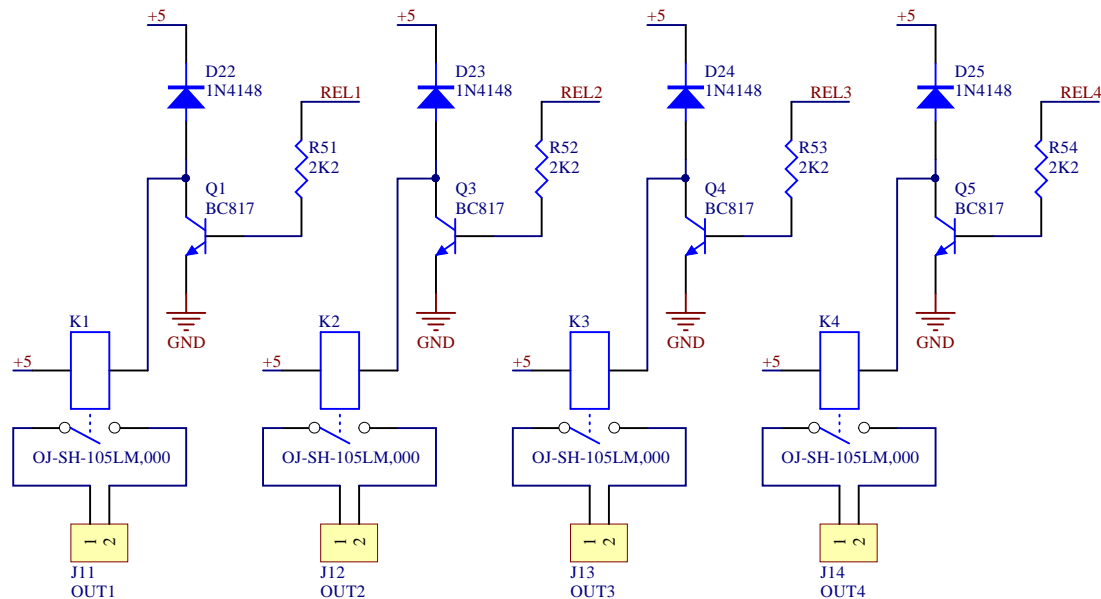 +5
+5
+5
+5
D22
1N4148
D23
1N4148
D24
1N4148
D25
1N4148
REL1
REL2
REL3
REL4
R51
2K2
R52
2K2
R53
2K2
R54
2K2
Q1
BC817
Q3
BC817
Q4
BC817
Q5
BC817
GND
GND
GND
GND
K1
K2
K3
K4
+5
+5
+5
+5
OJ-SH-105LM,000
OJ-SH-105LM,000
OJ-SH-105LM,000
OJ-SH-105LM,000
1
2
1
2
1
2
1
2
J11
OUT1
J12
OUT2
J13
OUT3
J14
OUT4